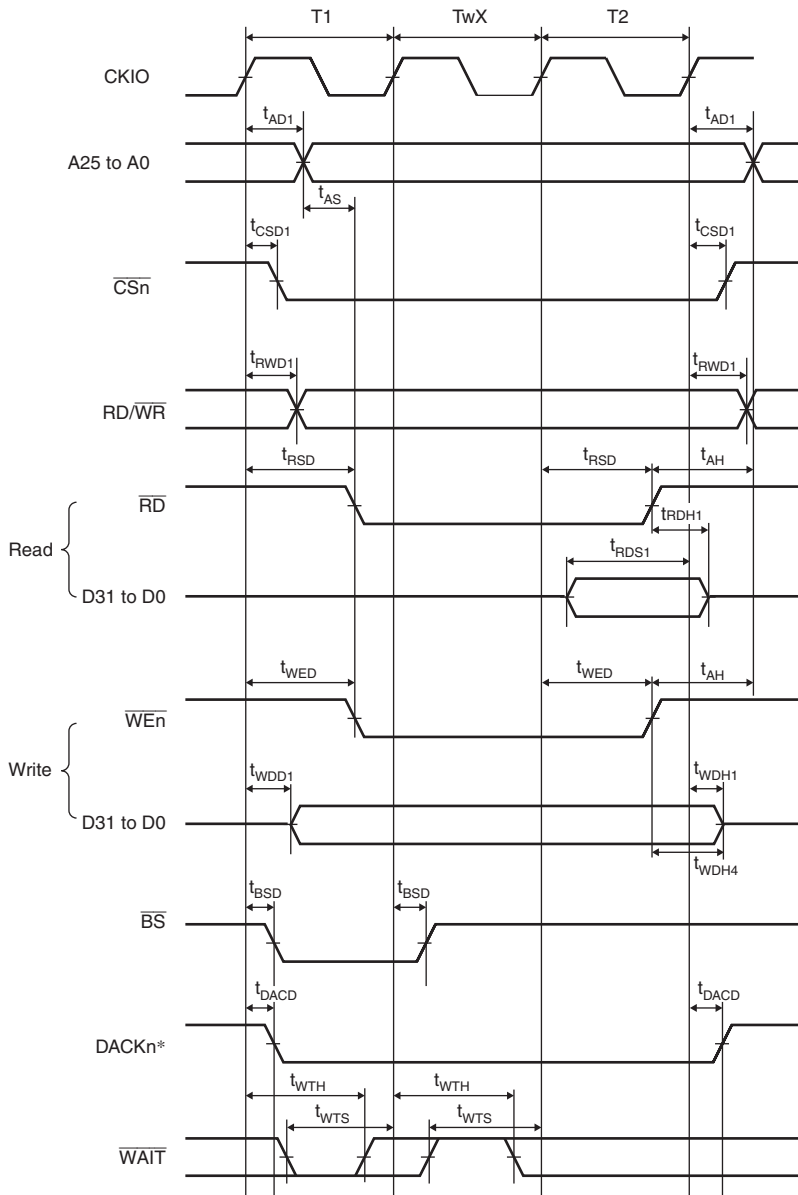 T1 TwX T2
CKIO
tAD1 tAD1
A25 to A0
tAS
tCSD1 tCSD1
CSn
tRWD1 tRWD1
RD/WR
tRSD tRSD tAH
RD
tRDH1
Read
tRDS1
D31 to D0
tWED tWED tAH
WEn
Write
tWDD1 tWDH1
D31 to D0
tWDH4
tBSD tBSD
BS
tDACD tDACD
DACKn*
tWTH tWTH
tWTS tWTS
WAIT